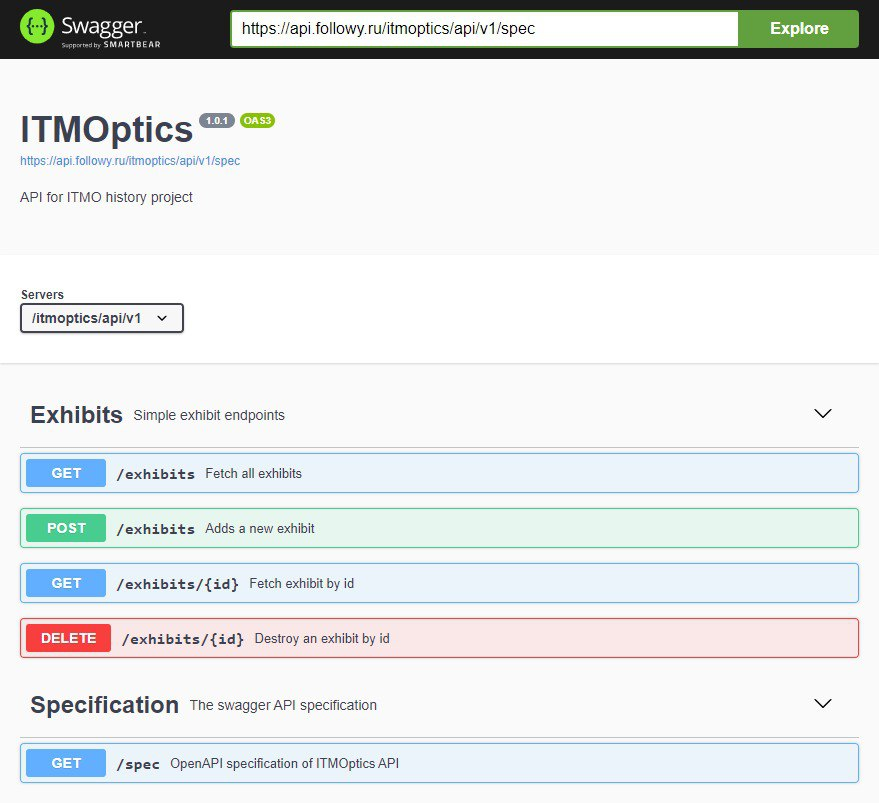 Swagger
Supported by SMARTBEAR
https://api.followy.ru/itmoptics/api/v1/spec
Explore
ITMOptics 1.0.1 OAS3
https://api.followy.ru/itmoptics/api/v1/spec
API for ITMO history project
Servers
/itmoptics/api/v1
Exhibits Simple exhibit endpoints
GET /exhibits Fetch all exhibits
POST /exhibits Adds a new exhibit
GET /exhibits/{id} Fetch exhibit by id
DELETE /exhibits/{id} Destroy an exhibit by id
Specification The swagger API specification
GET /spec OpenAPI specification of ITMOptics API